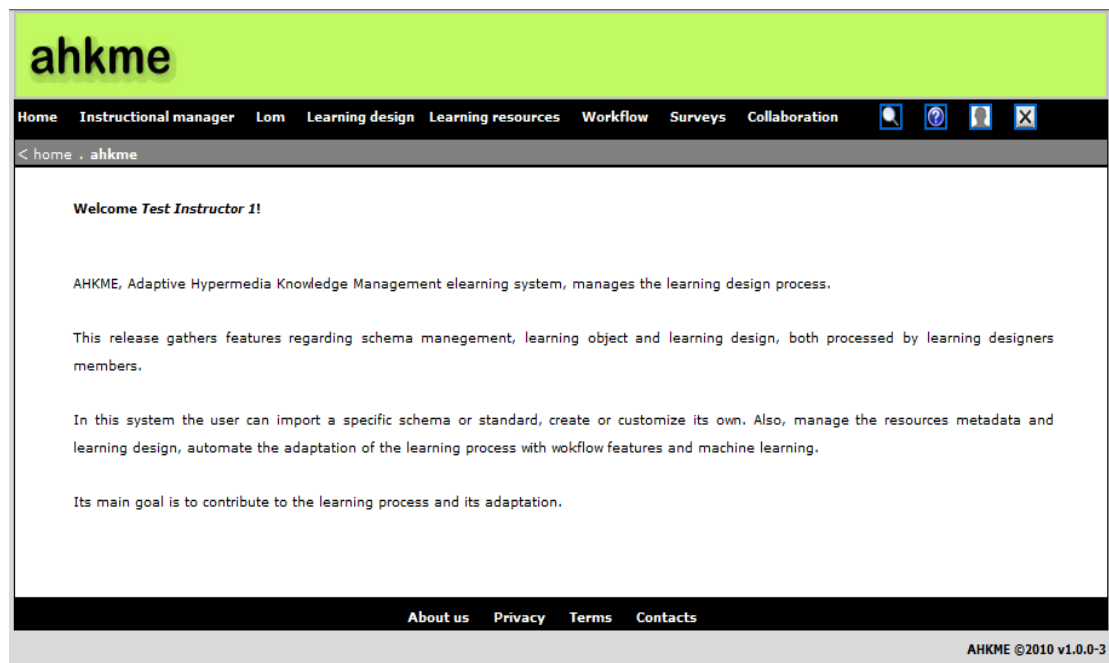 ahkme
Home Instructional manager Lom Learning design Learning resources Workflow Surveys Collaboration
< home . ahkme
Welcome Test Instructor 1!
AHKME, Adaptive Hypermedia Knowledge Management elearning system, manages the learning design process.
This release gathers features regarding schema manegement, learning object and learning design, both processed by learning designers
members.
In this system the user can import a specific schema or standard, create or customize its own. Also, manage the resources metadata and
learning design, automate the adaptation of the learning process with wokflow features and machine learning.
Its main goal is to contribute to the learning process and its adaptation.
About us Privacy Terms Contacts
AHKME ©2010 v1.0.0-3